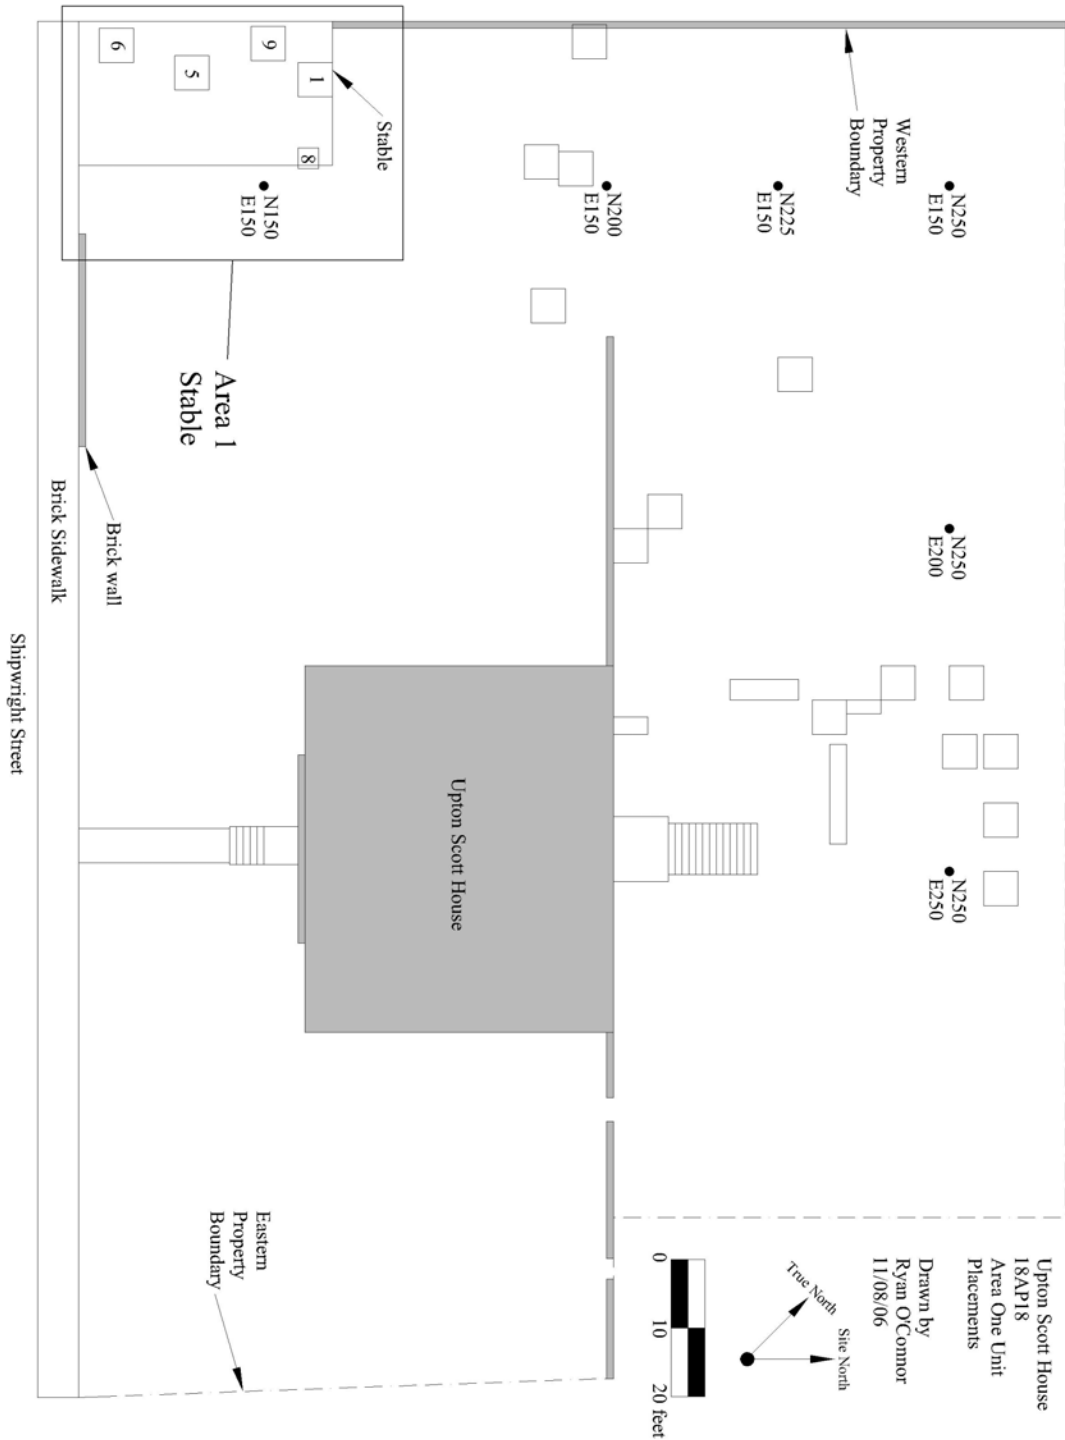 Upton Scott House
18AP18
Area One Unit
Placements
Drawn by
Ryan O'Connor
11/08/06
True North
Site North
0
10
20 feet
Western
Property
Boundary
N250
E150
N225
E150
N200
E150
N150
E150
N250
E200
N250
E250
6
5
9
1
8
Stable
Area 1
Stable
Brick wall
Brick Sidewalk
Shipwright Street
Upton Scott House
Eastern
Property
Boundary